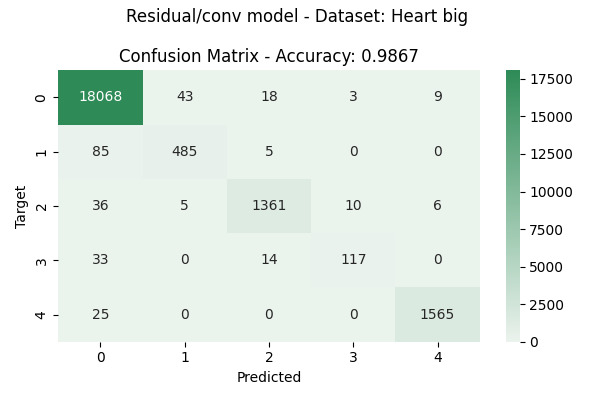 Residual/conv model - Dataset: Heart big
Confusion Matrix - Accuracy: 0.9867
0 18068 43 18 3 9
1 85 485 5 0 0
2 36 5 1361 10 6
3 33 0 14 117 0
4 25 0 0 0 1565
0 1 2 3 4
Target
Predicted
17500
15000
12500
10000
7500
5000
2500
0